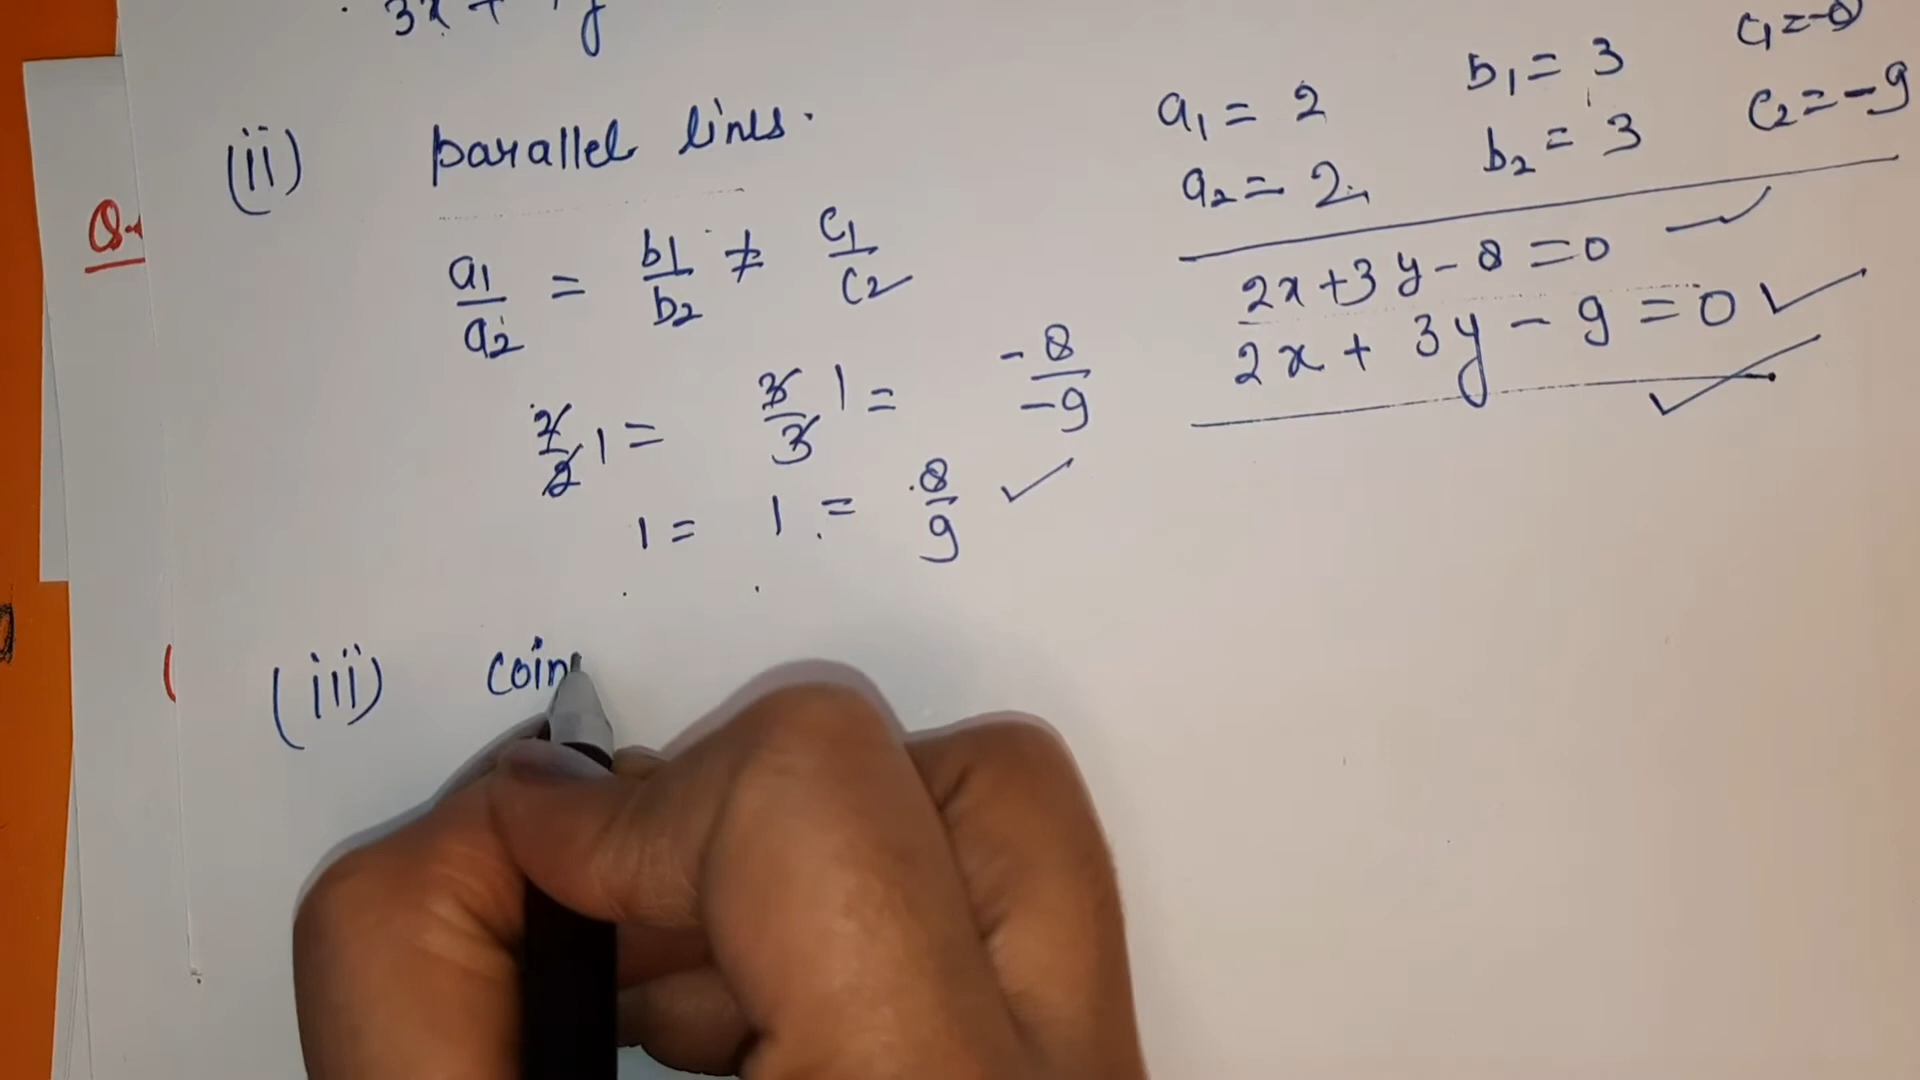 3x + y
(ii) parallel lines.
a1/a2 = b1/b2 ≠ c1/c2
2/2 1 = 3/3 1 = -8/-9
1 = 1 = 8/9 ✓
(iii) coin
a1 = 2 b1 = 3 c1 = -8
a2 = 2 b2 = 3 c2 = -9
2x + 3y - 8 = 0 ✓
2x + 3y - 9 = 0 ✓
✓
Q.
(